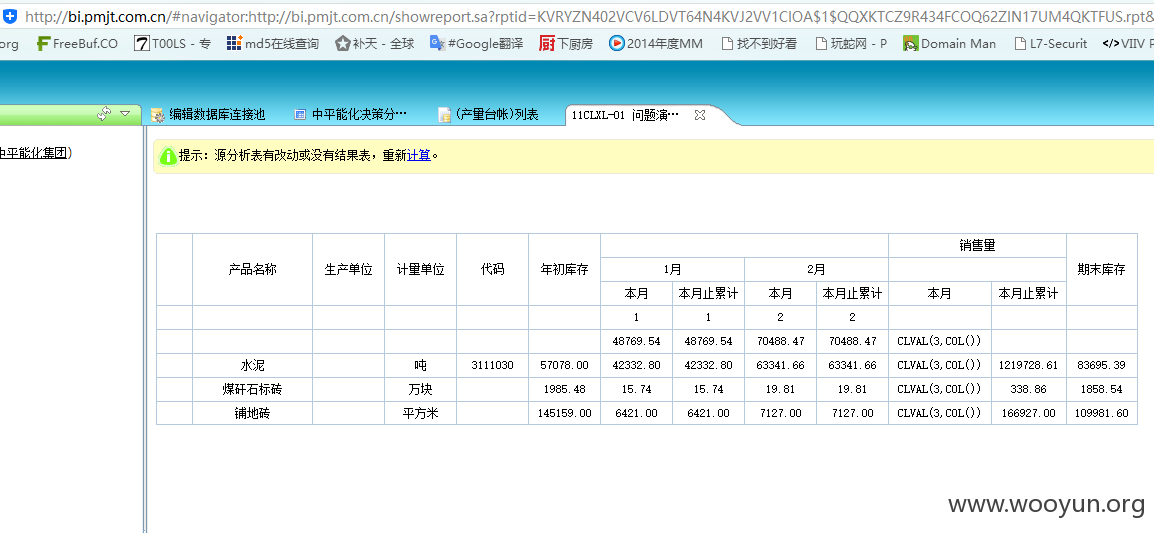 http://bi.pmjt.com.cn/#navigator:http://bi.pmjt.com.cn/showreport.sa?rptid=KVRYZN402VCV6LDVT64N4KVJ2VV1CIOA$1$QQXKTCZ9R434FCOQ62ZIN17UM4QKTFUS.rpt&
org FreeBuf.CO T00LS - 专 md5在线查询 补天 - 全球 #Google翻译 下厨房 2014年度MM 找不到好看 玩蛇网 - P Domain Man L7-Securit VIIV P
编辑数据库连接池 中平能化决策分… (产量台帐)列表 11CLXL-01 问题演…
中平能化集团)
提示：源分析表有改动或没有结果表，重新计算。
产品名称 生产单位 计量单位 代码 年初库存 销售量 期末库存
1月 2月
本月 本月止累计 本月 本月止累计 本月 本月止累计
1 1 2 2
48769.54 48769.54 70488.47 70488.47 CLVAL(3,COL())
水泥 吨 3111030 57078.00 42332.80 42332.80 63341.66 63341.66 CLVAL(3,COL()) 1219728.61 83695.39
煤矸石标砖 万块 1985.48 15.74 15.74 19.81 19.81 CLVAL(3,COL()) 338.86 1858.54
铺地砖 平方米 145159.00 6421.00 6421.00 7127.00 7127.00 CLVAL(3,COL()) 166927.00 109981.60
www.wooyun.org